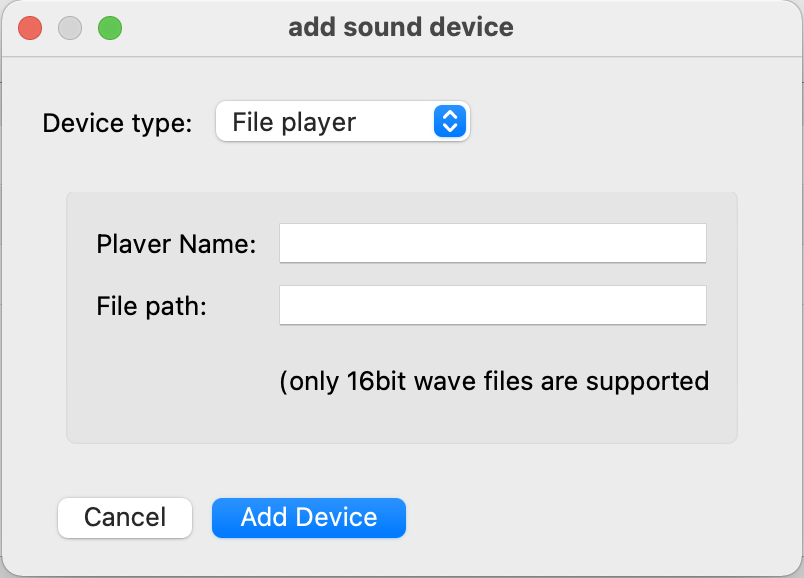 add sound device
Device type: File player
Plaver Name:
File path:
(only 16bit wave files are supported
Cancel Add Device